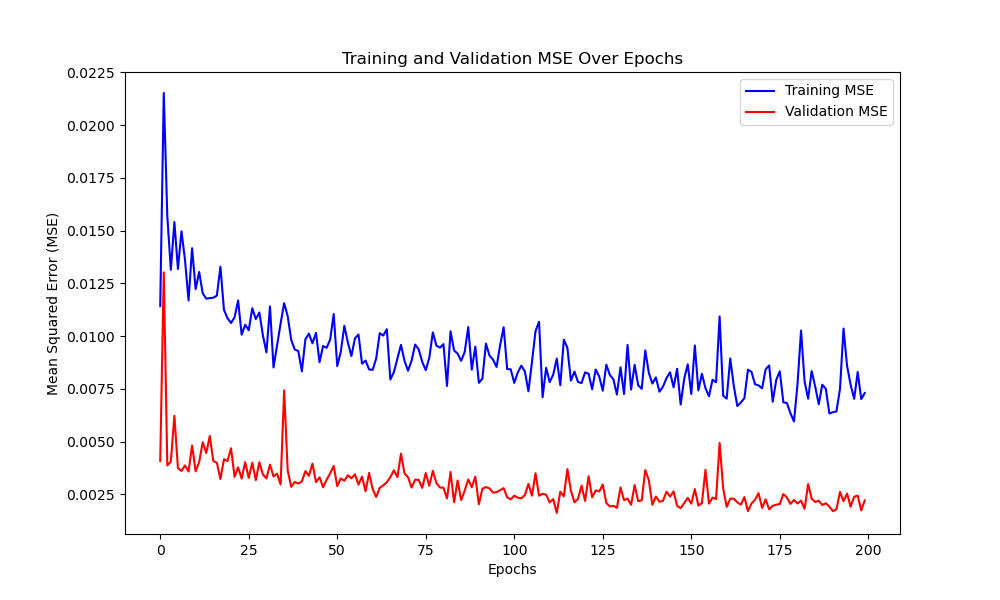 Training and Validation MSE Over Epochs
Training MSE
Validation MSE
Mean Squared Error (MSE)
0.0225
0.0200
0.0175
0.0150
0.0125
0.0100
0.0075
0.0050
0.0025
0 25 50 75 100 125 150 175 200
Epochs